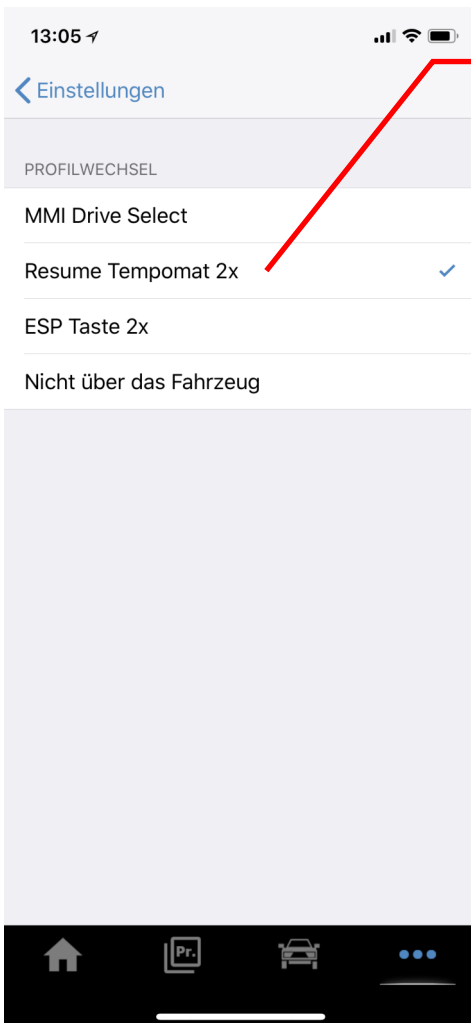 13:05
Einstellungen
PROFILWECHSEL
MMI Drive Select
Resume Tempomat 2x
ESP Taste 2x
Nicht über das Fahrzeug
Pr.